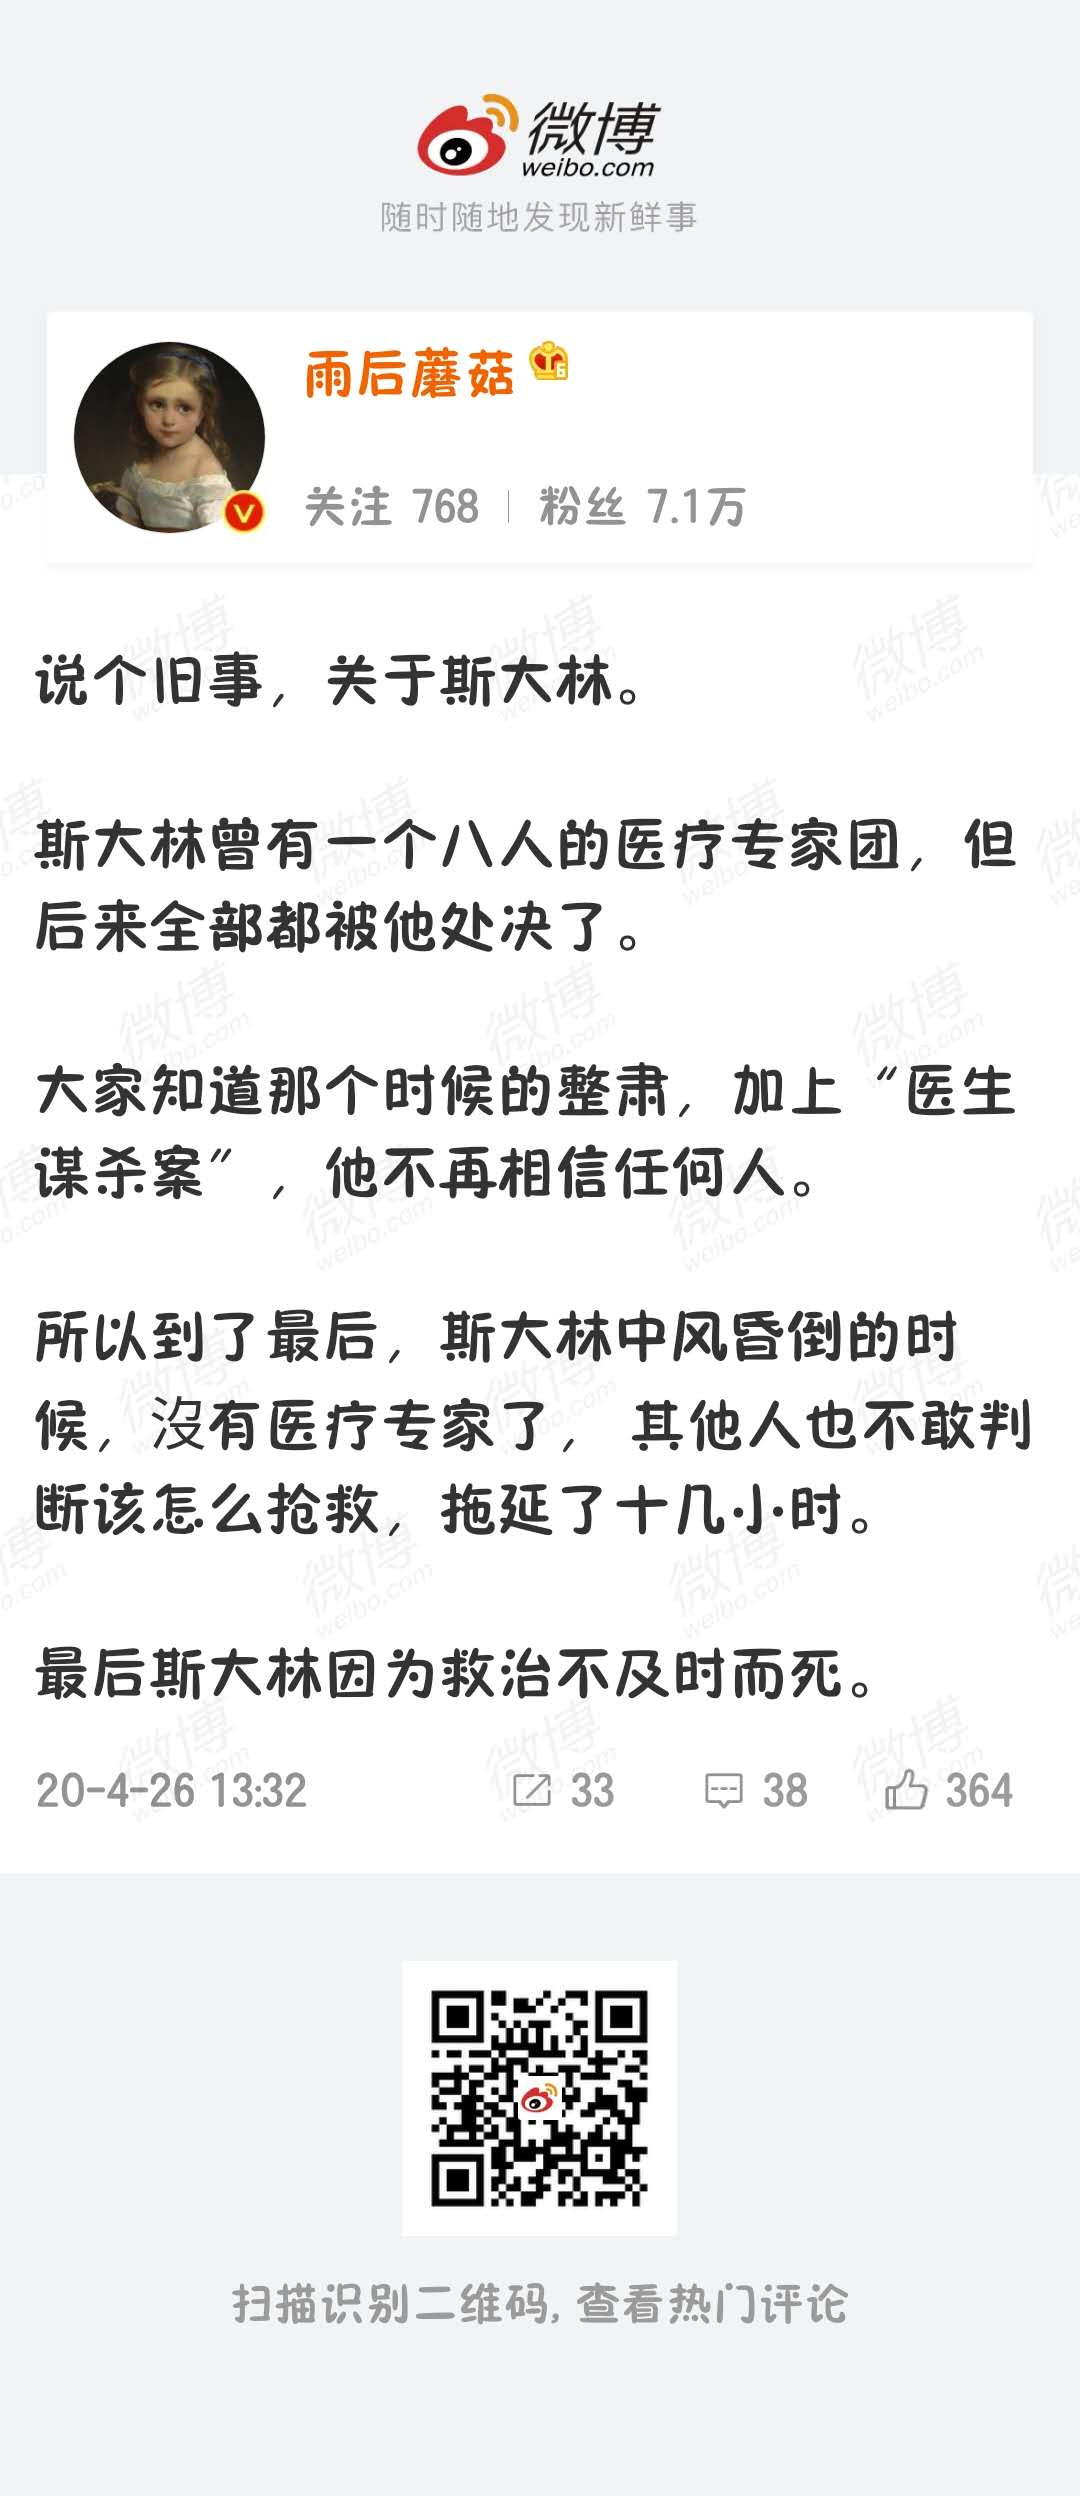 微博
weibo.com
随时随地发现新鲜事
雨后蘑菇
关注 768 | 粉丝 7.1万
说个旧事，关于斯大林。
斯大林曾有一个八人的医疗专家团，但
后来全部都被他处决了。
大家知道那个时候的整肃，加上“医生
谋杀案”，他不再相信任何人。
所以到了最后，斯大林中风昏倒的时
候，沒有医疗专家了，其他人也不敢判
断该怎么抢救，拖延了十几小时。
最后斯大林因为救治不及时而死。
20-4-26 13:32 33 38 364
扫描识别二维码，查看热门评论